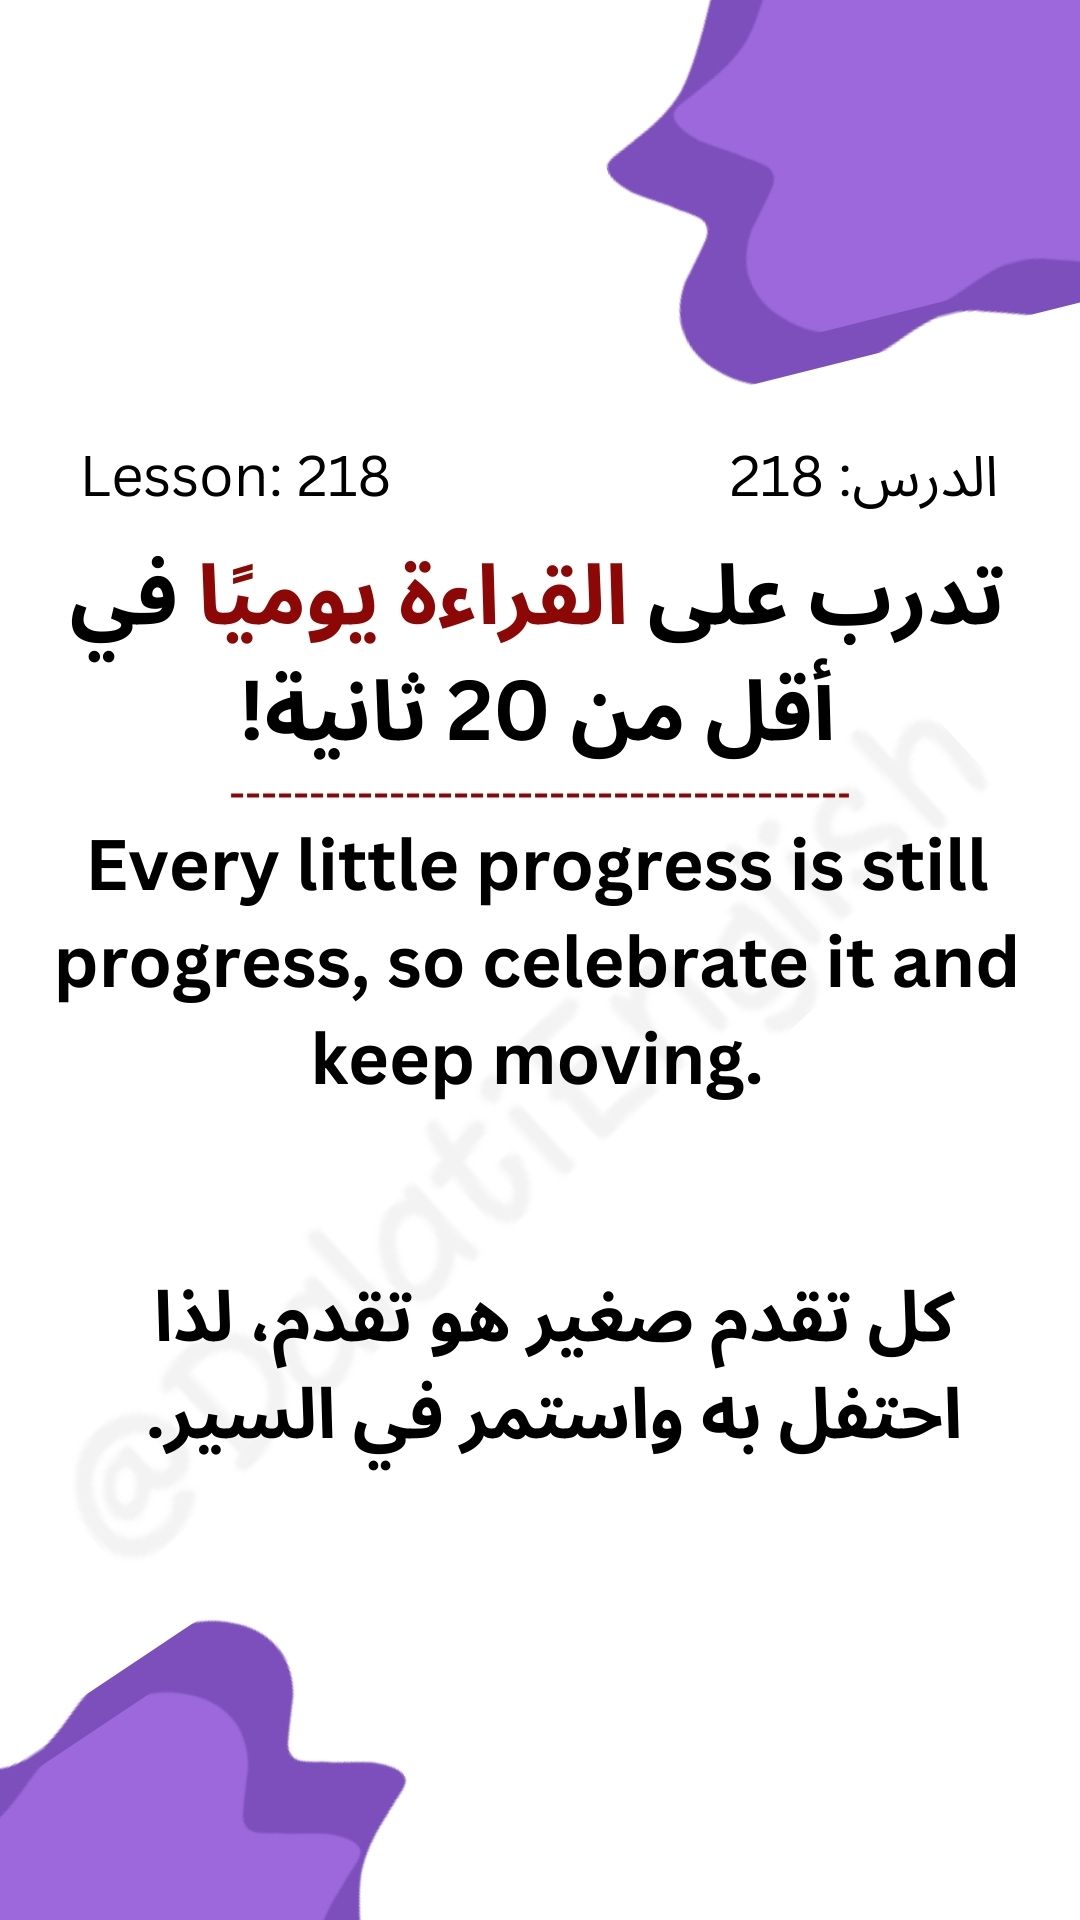 Lesson: 218
الدرس: 218
تدرب على القراءة يوميًا في
أقل من 20 ثانية!
---------------------------------------
Every little progress is still
progress, so celebrate it and
keep moving.
كل تقدم صغير هو تقدم، لذا
احتفل به واستمر في السير.
@DalatiEnglish